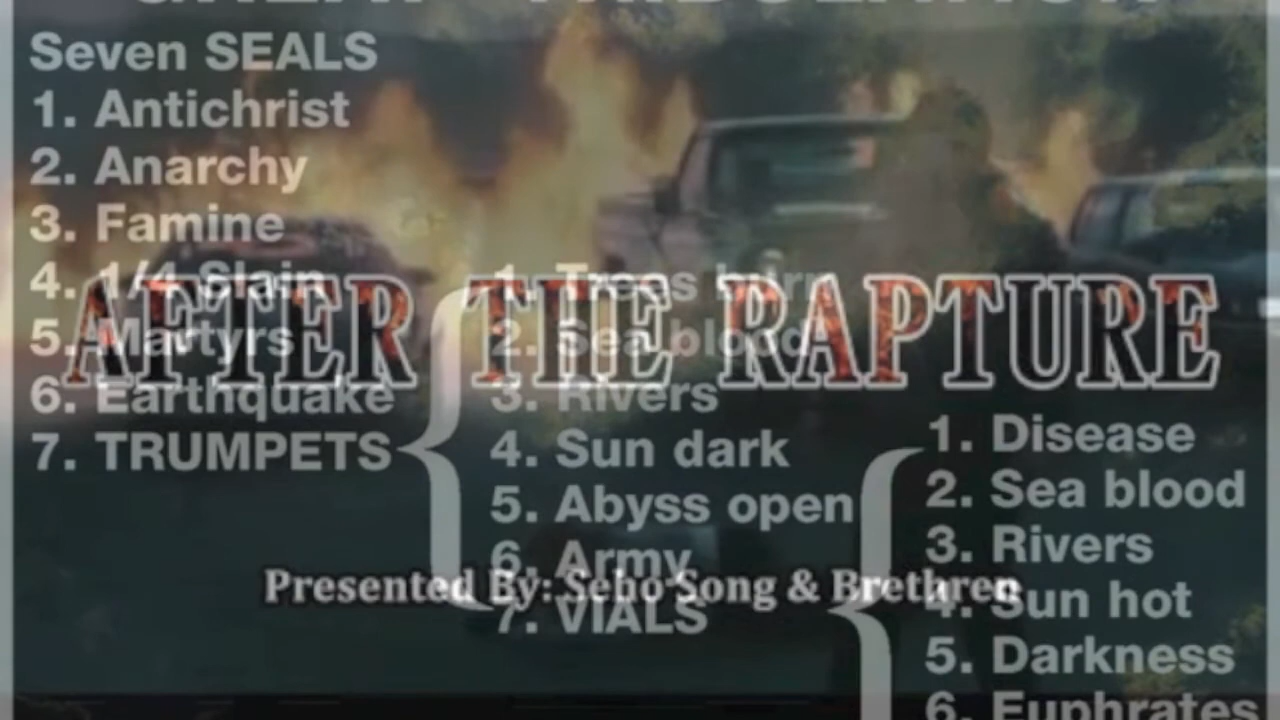 GREAT TRIBULATION
Seven SEALS
1. Antichrist
2. Anarchy
3. Famine
4. 1/4 Slain
5. Martyrs
6. Earthquake
7. TRUMPETS
1. Trees burn
2. Sea blood
3. Rivers
4. Sun dark
5. Abyss open
6. Army
7. VIALS
1. Disease
2. Sea blood
3. Rivers
4. Sun hot
5. Darkness
6. Euphrates
AFTER THE RAPTURE
Presented By: Seho Song & Brethren